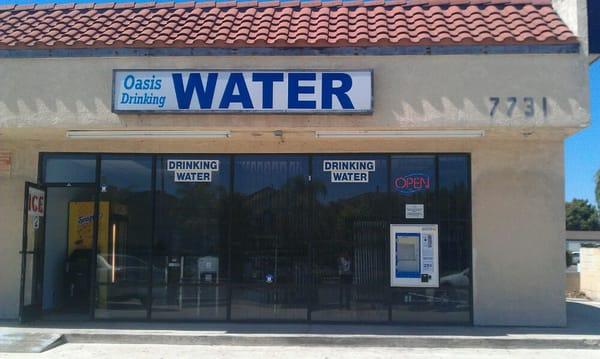 Oasis
Drinking
WATER
7731
DRINKING
WATER
DRINKING
WATER
OPEN
ICE